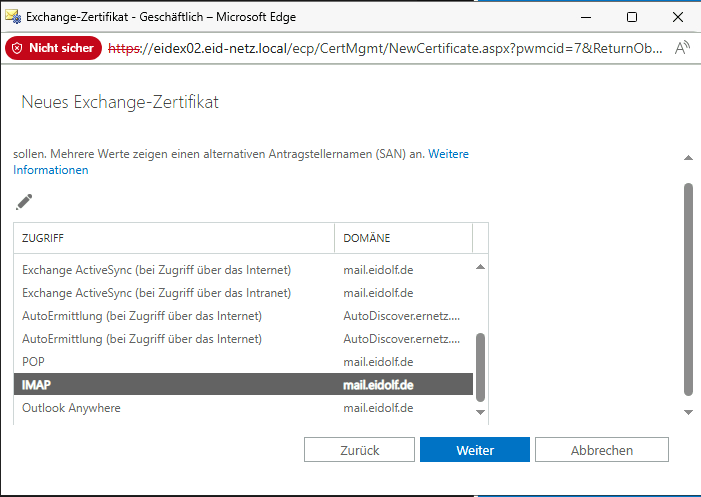 Exchange-Zertifikat - Geschäftlich – Microsoft Edge
Nicht sicher https://eidex02.eid-netz.local/ecp/CertMgmt/NewCertificate.aspx?pwmcid=7&ReturnOb...
Neues Exchange-Zertifikat
sollen. Mehrere Werte zeigen einen alternativen Antragstellernamen (SAN) an. Weitere
Informationen
ZUGRIFF DOMÄNE
Exchange ActiveSync (bei Zugriff über das Internet) mail.eidolf.de
Exchange ActiveSync (bei Zugriff über das Intranet) mail.eidolf.de
AutoErmittlung (bei Zugriff über das Internet) AutoDiscover.ernetz....
AutoErmittlung (bei Zugriff über das Intranet) AutoDiscover.ernetz....
POP mail.eidolf.de
IMAP mail.eidolf.de
Outlook Anywhere mail.eidolf.de
Zurück Weiter Abbrechen